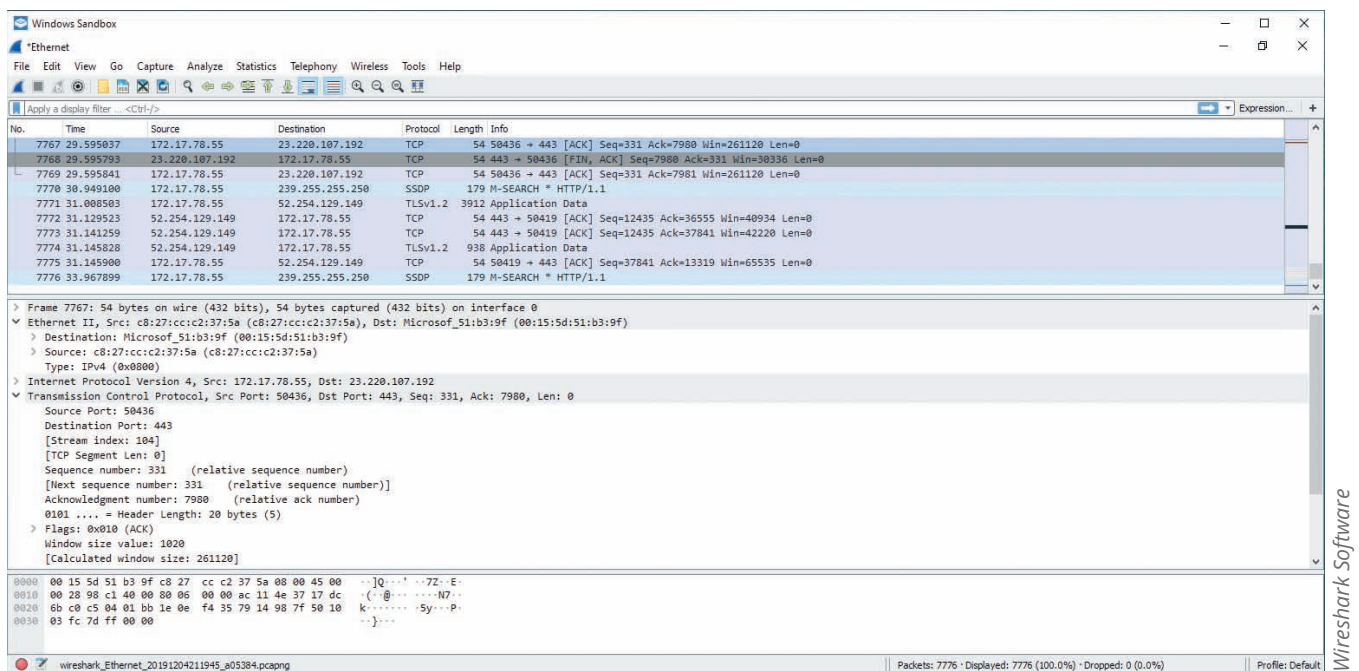 Windows Sandbox
*Ethernet
File Edit View Go Capture Analyze Statistics Telephony Wireless Tools Help
Apply a display filter ... <Ctrl-/> Expression... +
No. Time Source Destination Protocol Length Info
7767 29.595037 172.17.78.55 23.220.107.192 TCP 54 50436 → 443 [ACK] Seq=331 Ack=7980 Win=261120 Len=0
7768 29.595793 23.220.107.192 172.17.78.55 TCP 54 443 → 50436 [FIN, ACK] Seq=7980 Ack=331 Win=30336 Len=0
7769 29.595841 172.17.78.55 23.220.107.192 TCP 54 50436 → 443 [ACK] Seq=331 Ack=7981 Win=261120 Len=0
7770 30.949100 172.17.78.55 239.255.255.250 SSDP 179 M-SEARCH * HTTP/1.1
7771 31.008503 172.17.78.55 52.254.129.149 TLSv1.2 3912 Application Data
7772 31.129523 52.254.129.149 172.17.78.55 TCP 54 443 → 50419 [ACK] Seq=12435 Ack=36555 Win=40934 Len=0
7773 31.141259 52.254.129.149 172.17.78.55 TCP 54 443 → 50419 [ACK] Seq=12435 Ack=37841 Win=42220 Len=0
7774 31.145828 52.254.129.149 172.17.78.55 TLSv1.2 938 Application Data
7775 31.145900 172.17.78.55 52.254.129.149 TCP 54 50419 → 443 [ACK] Seq=37841 Ack=13319 Win=65535 Len=0
7776 33.967899 172.17.78.55 239.255.255.250 SSDP 179 M-SEARCH * HTTP/1.1
> Frame 7767: 54 bytes on wire (432 bits), 54 bytes captured (432 bits) on interface 0
Ethernet II, Src: c8:27:cc:c2:37:5a (c8:27:cc:c2:37:5a), Dst: Microsof_51:b3:9f (00:15:5d:51:b3:9f)
> Destination: Microsof_51:b3:9f (00:15:5d:51:b3:9f)
> Source: c8:27:cc:c2:37:5a (c8:27:cc:c2:37:5a)
Type: IPv4 (0x0800)
> Internet Protocol Version 4, Src: 172.17.78.55, Dst: 23.220.107.192
Transmission Control Protocol, Src Port: 50436, Dst Port: 443, Seq: 331, Ack: 7980, Len: 0
Source Port: 50436
Destination Port: 443
[Stream index: 104]
[TCP Segment Len: 0]
Sequence number: 331 (relative sequence number)
[Next sequence number: 331 (relative sequence number)]
Acknowledgment number: 7980 (relative ack number)
0101 .... = Header Length: 20 bytes (5)
> Flags: 0x010 (ACK)
Window size value: 1020
[Calculated window size: 261120]
0000 00 15 5d 51 b3 9f c8 27 cc c2 37 5a 08 00 45 00 ··]Q···' ··7Z··E·
0010 00 28 98 c1 40 00 80 06 00 00 ac 11 4e 37 17 dc ·(··@··· ····N7··
0020 6b c0 c5 04 01 bb 1e 0e f4 35 79 14 98 7f 50 10 k······· ·5y···P·
0030 03 fc 7d ff 00 00 ··}···
wireshark_Ethernet_20191204211945_a05384.pcapng Packets: 7776 · Displayed: 7776 (100.0%) · Dropped: 0 (0.0%) Profile: Default
Wireshark Software